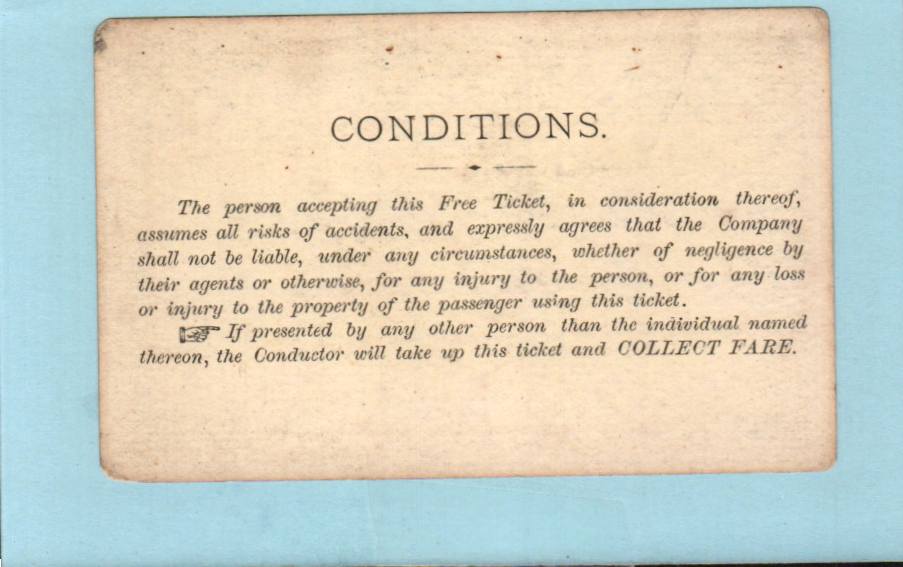 CONDITIONS.
The person accepting this Free Ticket, in consideration thereof,
assumes all risks of accidents, and expressly agrees that the Company
shall not be liable, under any circumstances, whether of negligence by
their agents or otherwise, for any injury to the person, or for any loss
or injury to the property of the passenger using this ticket.
☞ If presented by any other person than the individual named
thereon, the Conductor will take up this ticket and COLLECT FARE.